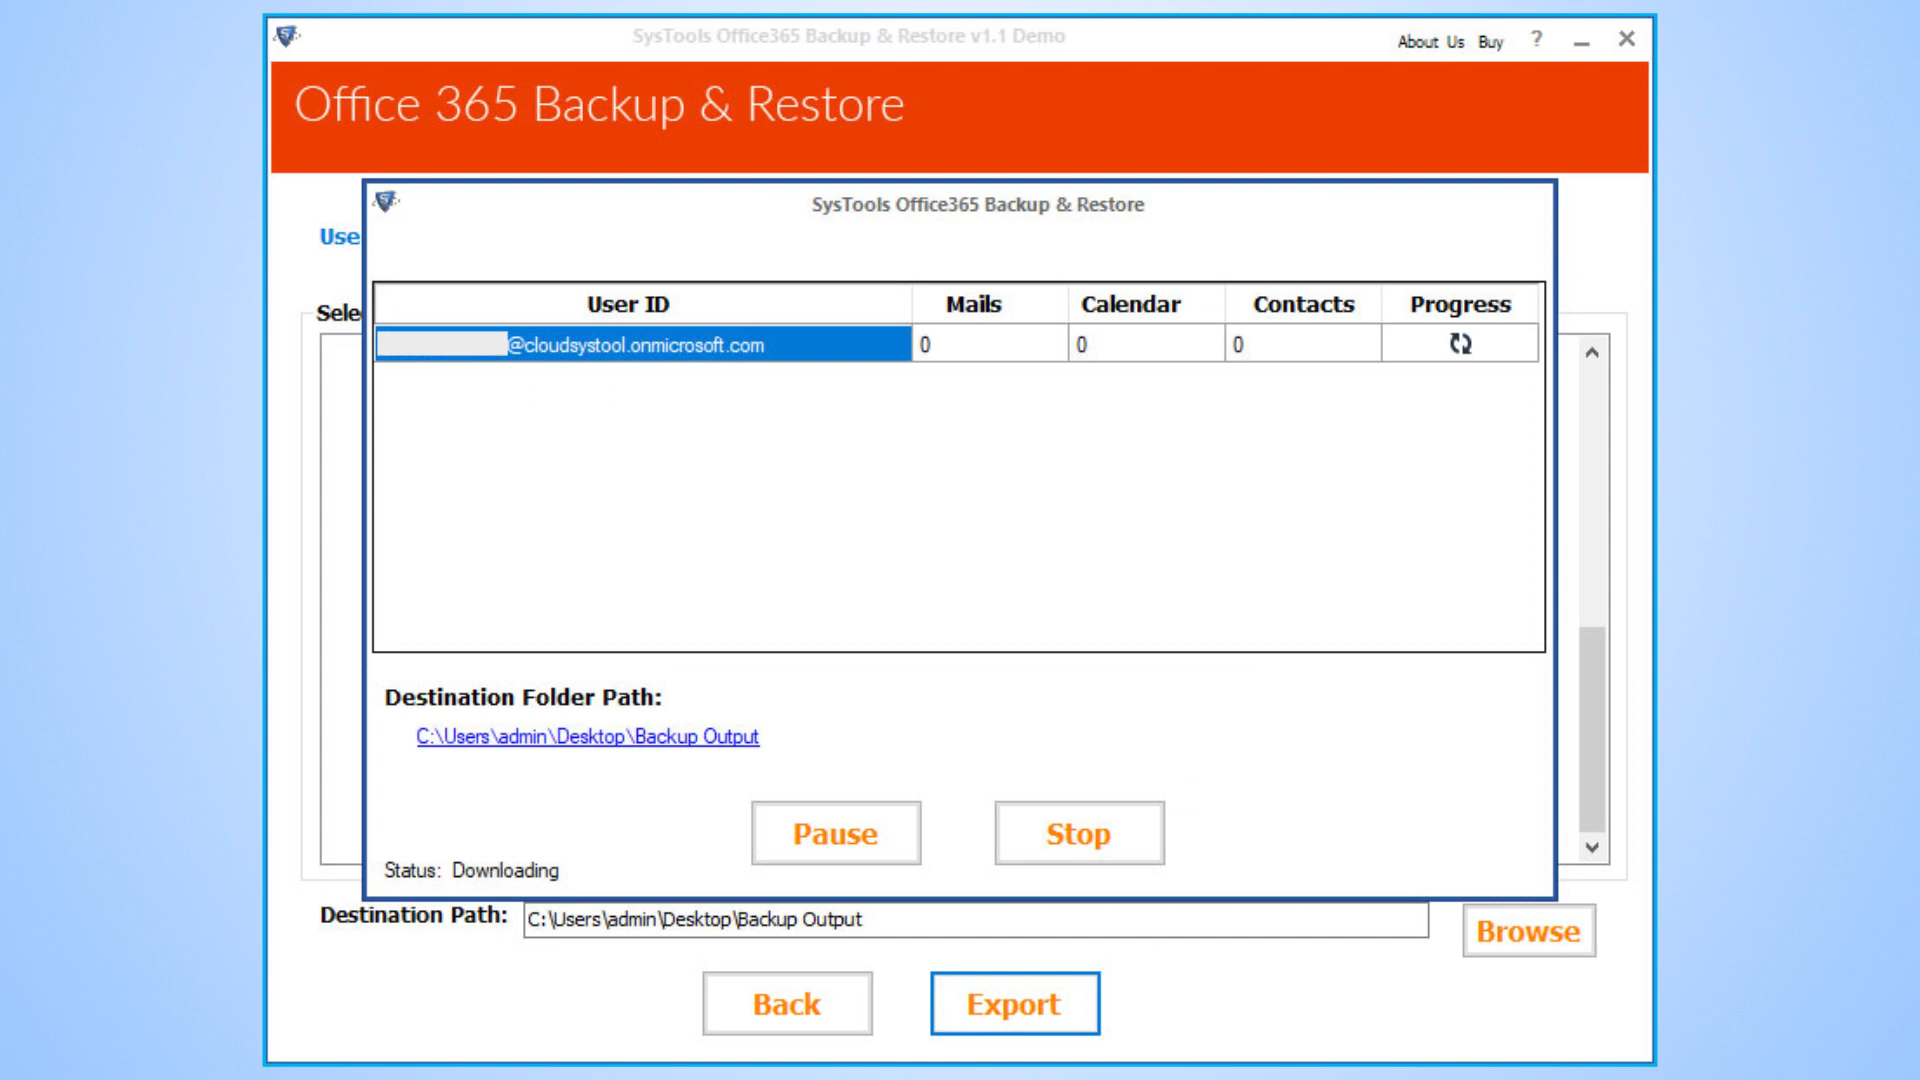 SysTools Office365 Backup & Restore v1.1 Demo
About Us Buy ?
Office 365 Backup & Restore
SysTools Office365 Backup & Restore
Use
Sele
User ID Mails Calendar Contacts Progress
@cloudsystool.onmicrosoft.com 0 0 0
Destination Folder Path:
C:\Users\admin\Desktop\Backup Output
Pause Stop
Status: Downloading
Destination Path: C:\Users\admin\Desktop\Backup Output
Browse
Back Export